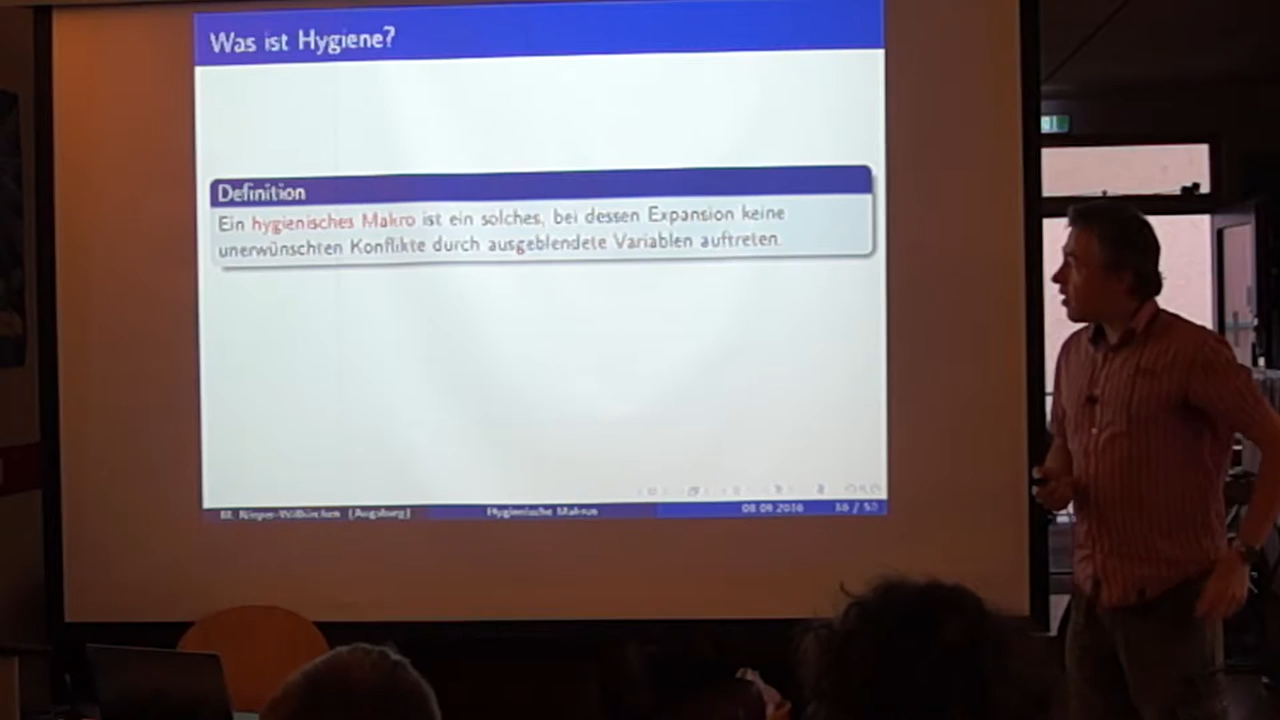 Was ist Hygiene?
Definition
Ein hygienisches Makro ist ein solches, bei dessen Expansion keine
unerwünschten Konflikte durch ausgeblendete Variablen auftreten.
(Augsburg)
Hygienische Makros
08.09.2016